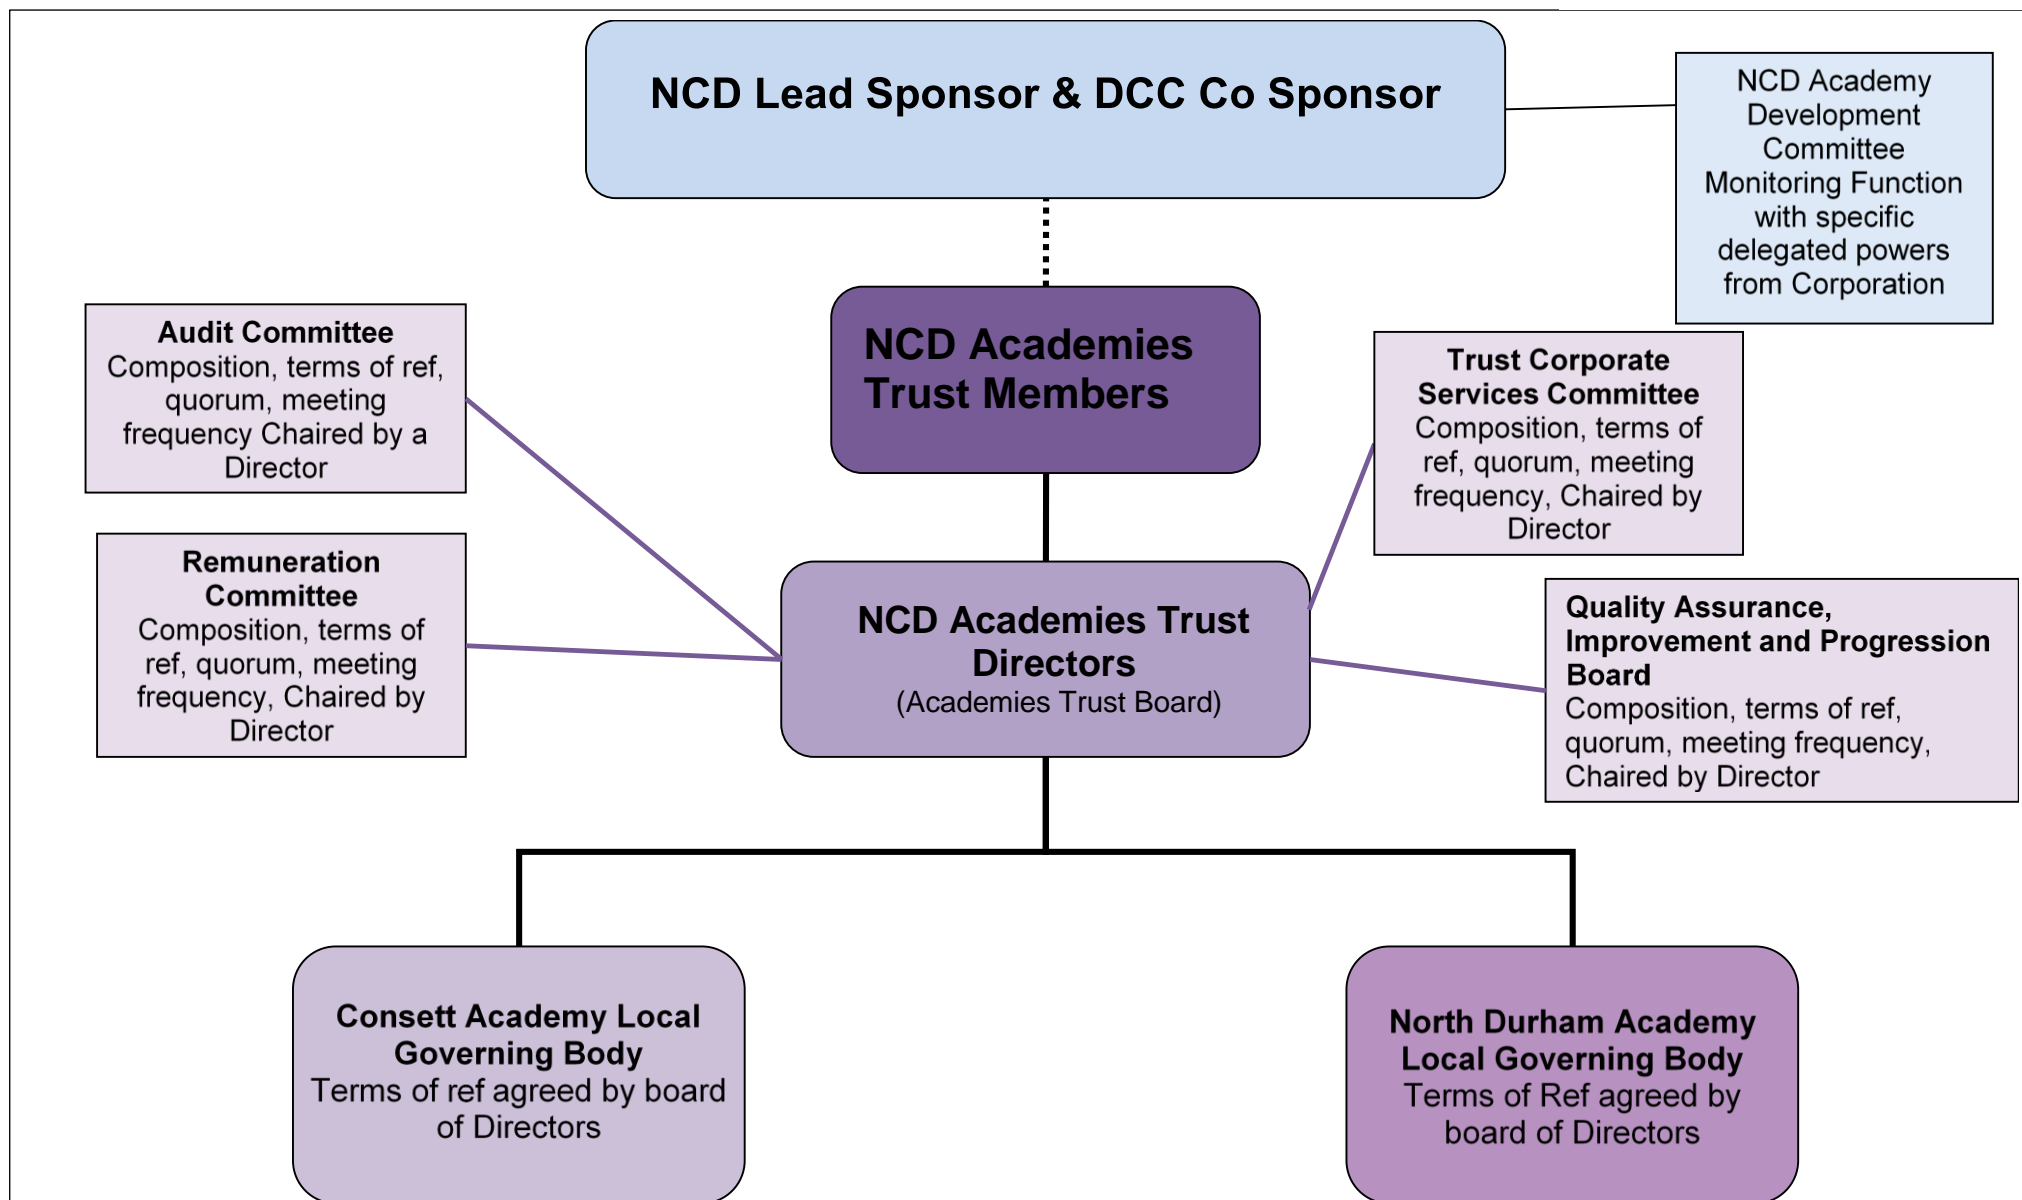 NCD Lead Sponsor & DCC Co Sponsor
NCD Academy
Development
Committee
Monitoring Function
with specific
delegated powers
from Corporation
NCD Academies
Trust Members
Audit Committee
Composition, terms of ref,
quorum, meeting
frequency Chaired by a
Director
Trust Corporate
Services Committee
Composition, terms of
ref, quorum, meeting
frequency, Chaired by
Director
Remuneration
Committee
Composition, terms of
ref, quorum, meeting
frequency, Chaired by
Director
NCD Academies Trust
Directors
(Academies Trust Board)
Quality Assurance,
Improvement and Progression
Board
Composition, terms of ref,
quorum, meeting frequency,
Chaired by Director
Consett Academy Local
Governing Body
Terms of ref agreed by board
of Directors
North Durham Academy
Local Governing Body
Terms of Ref agreed by
board of Directors